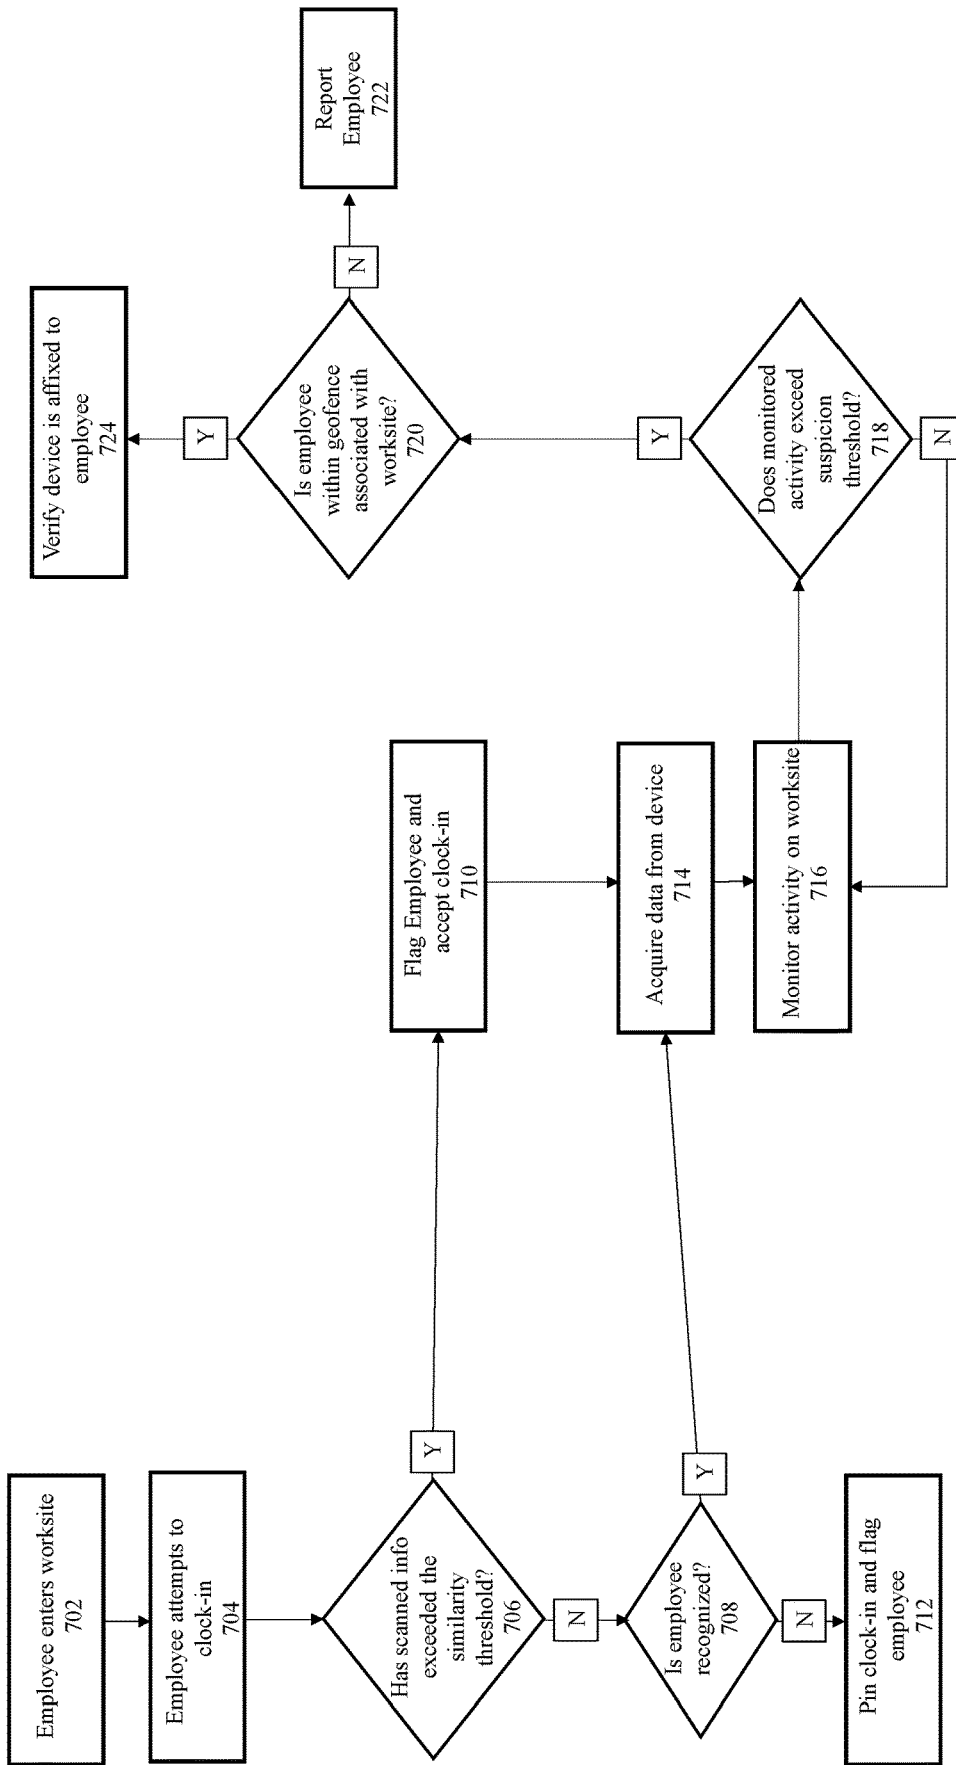 Employee enters worksite
702
Employee attempts to
clock-in
704
Has scanned info
exceeded the
similarity
threshold?
706
Y
N
Is employee
recognized?
708
Y
N
Pin clock-in and flag
employee
712
Flag Employee and
accept clock-in
710
Acquire data from device
714
Monitor activity on worksite
716
Does monitored
activity exceed
suspicion
threshold?
718
Y
N
Is employee
within geofence
associated with
worksite?
720
Y
N
Verify device is affixed to
employee
724
Report
Employee
722